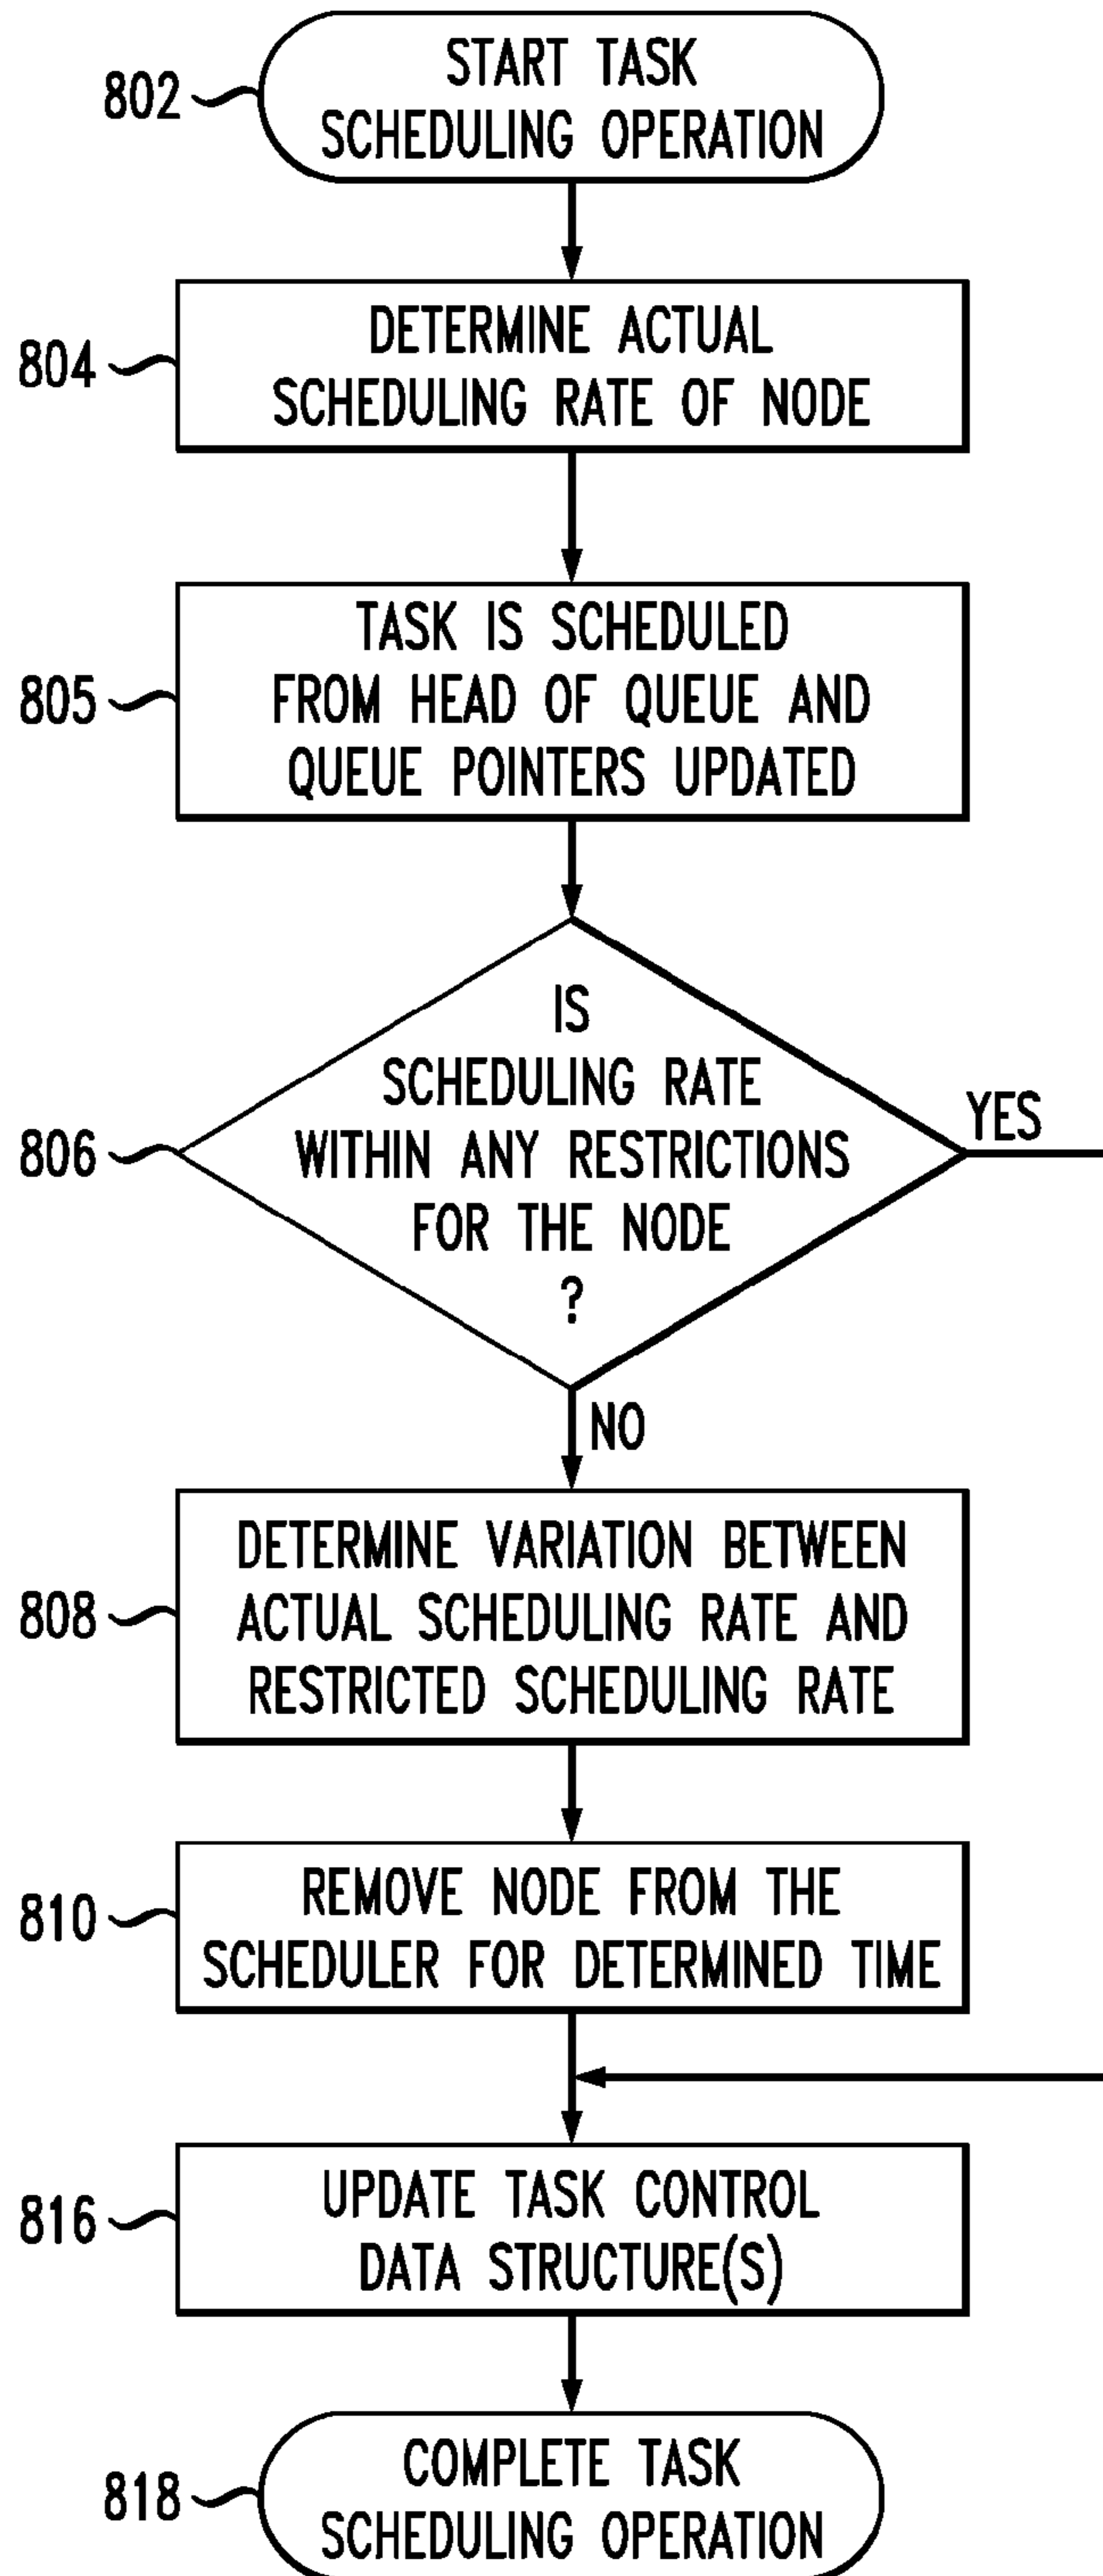 802
START TASK
SCHEDULING OPERATION
804
DETERMINE ACTUAL
SCHEDULING RATE OF NODE
805
TASK IS SCHEDULED
FROM HEAD OF QUEUE AND
QUEUE POINTERS UPDATED
806
IS
SCHEDULING RATE
WITHIN ANY RESTRICTIONS
FOR THE NODE
?
YES
NO
808
DETERMINE VARIATION BETWEEN
ACTUAL SCHEDULING RATE AND
RESTRICTED SCHEDULING RATE
810
REMOVE NODE FROM THE
SCHEDULER FOR DETERMINED TIME
816
UPDATE TASK CONTROL
DATA STRUCTURE(S)
818
COMPLETE TASK
SCHEDULING OPERATION